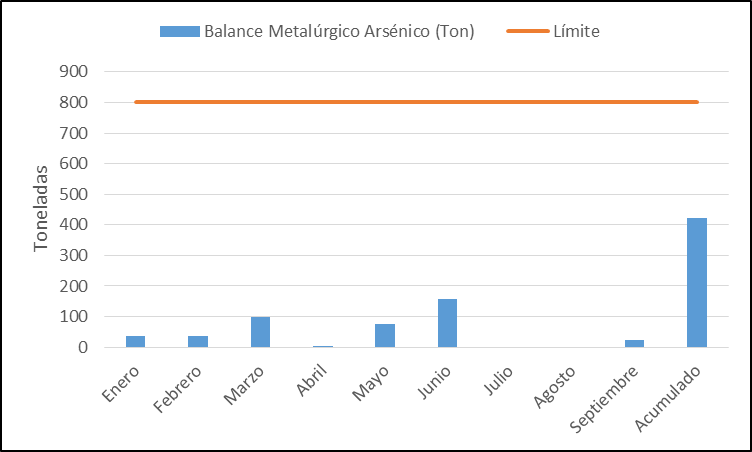 Balance Metalúrgico Arsénico (Ton) Límite
Toneladas
900
800
700
600
500
400
300
200
100
0
Enero
Febrero
Marzo
Abril
Mayo
Junio
Julio
Agosto
Septiembre
Acumulado